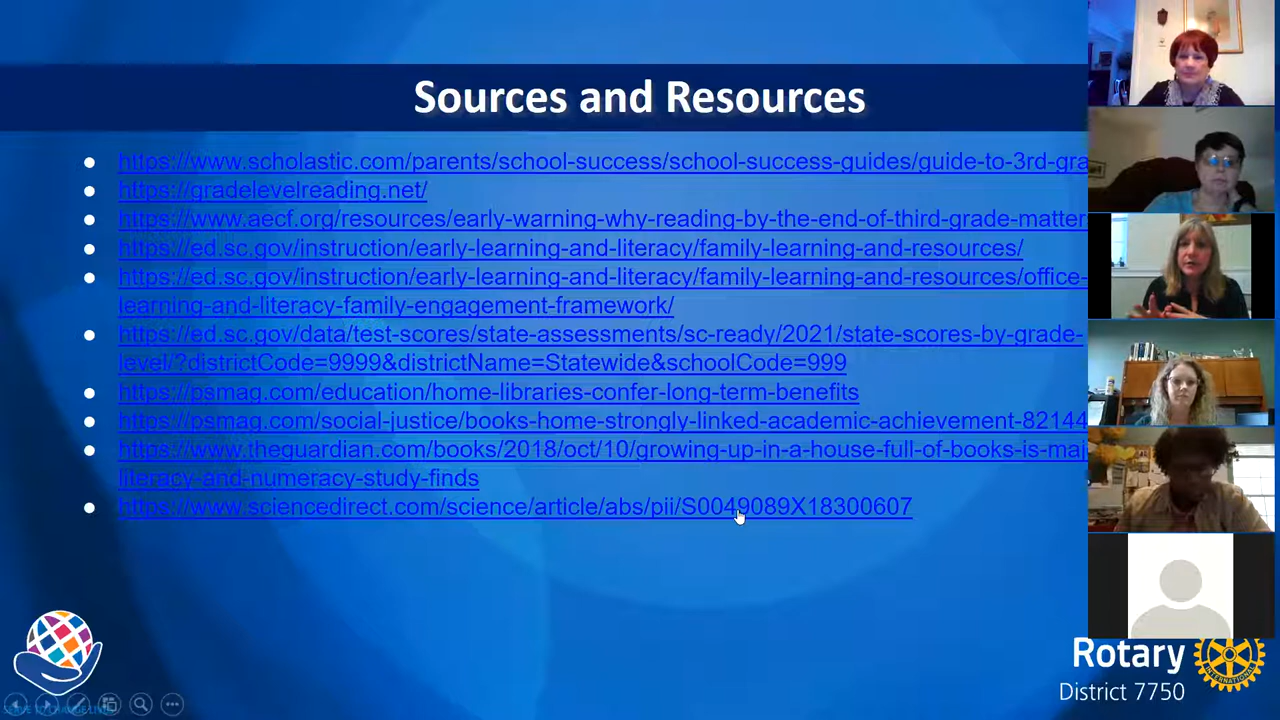 Sources and Resources
https://www.scholastic.com/parents/school-success/school-success-guides/guide-to-3rd-gra
https://gradelevelreading.net/
https://www.aecf.org/resources/early-warning-why-reading-by-the-end-of-third-grade-matter
https://ed.sc.gov/instruction/early-learning-and-literacy/family-learning-and-resources/
https://ed.sc.gov/instruction/early-learning-and-literacy/family-learning-and-resources/office-
learning-and-literacy-family-engagement-framework/
https://ed.sc.gov/data/test-scores/state-assessments/sc-ready/2021/state-scores-by-grade-
level/?districtCode=9999&districtName=Statewide&schoolCode=999
https://psmag.com/education/home-libraries-confer-long-term-benefits
https://psmag.com/social-justice/books-home-strongly-linked-academic-achievement-82144
https://www.theguardian.com/books/2018/oct/10/growing-up-in-a-house-full-of-books-is-maj
literacy-and-numeracy-study-finds
https://www.sciencedirect.com/science/article/abs/pii/S0049089X18300607
Rotary
District 7750